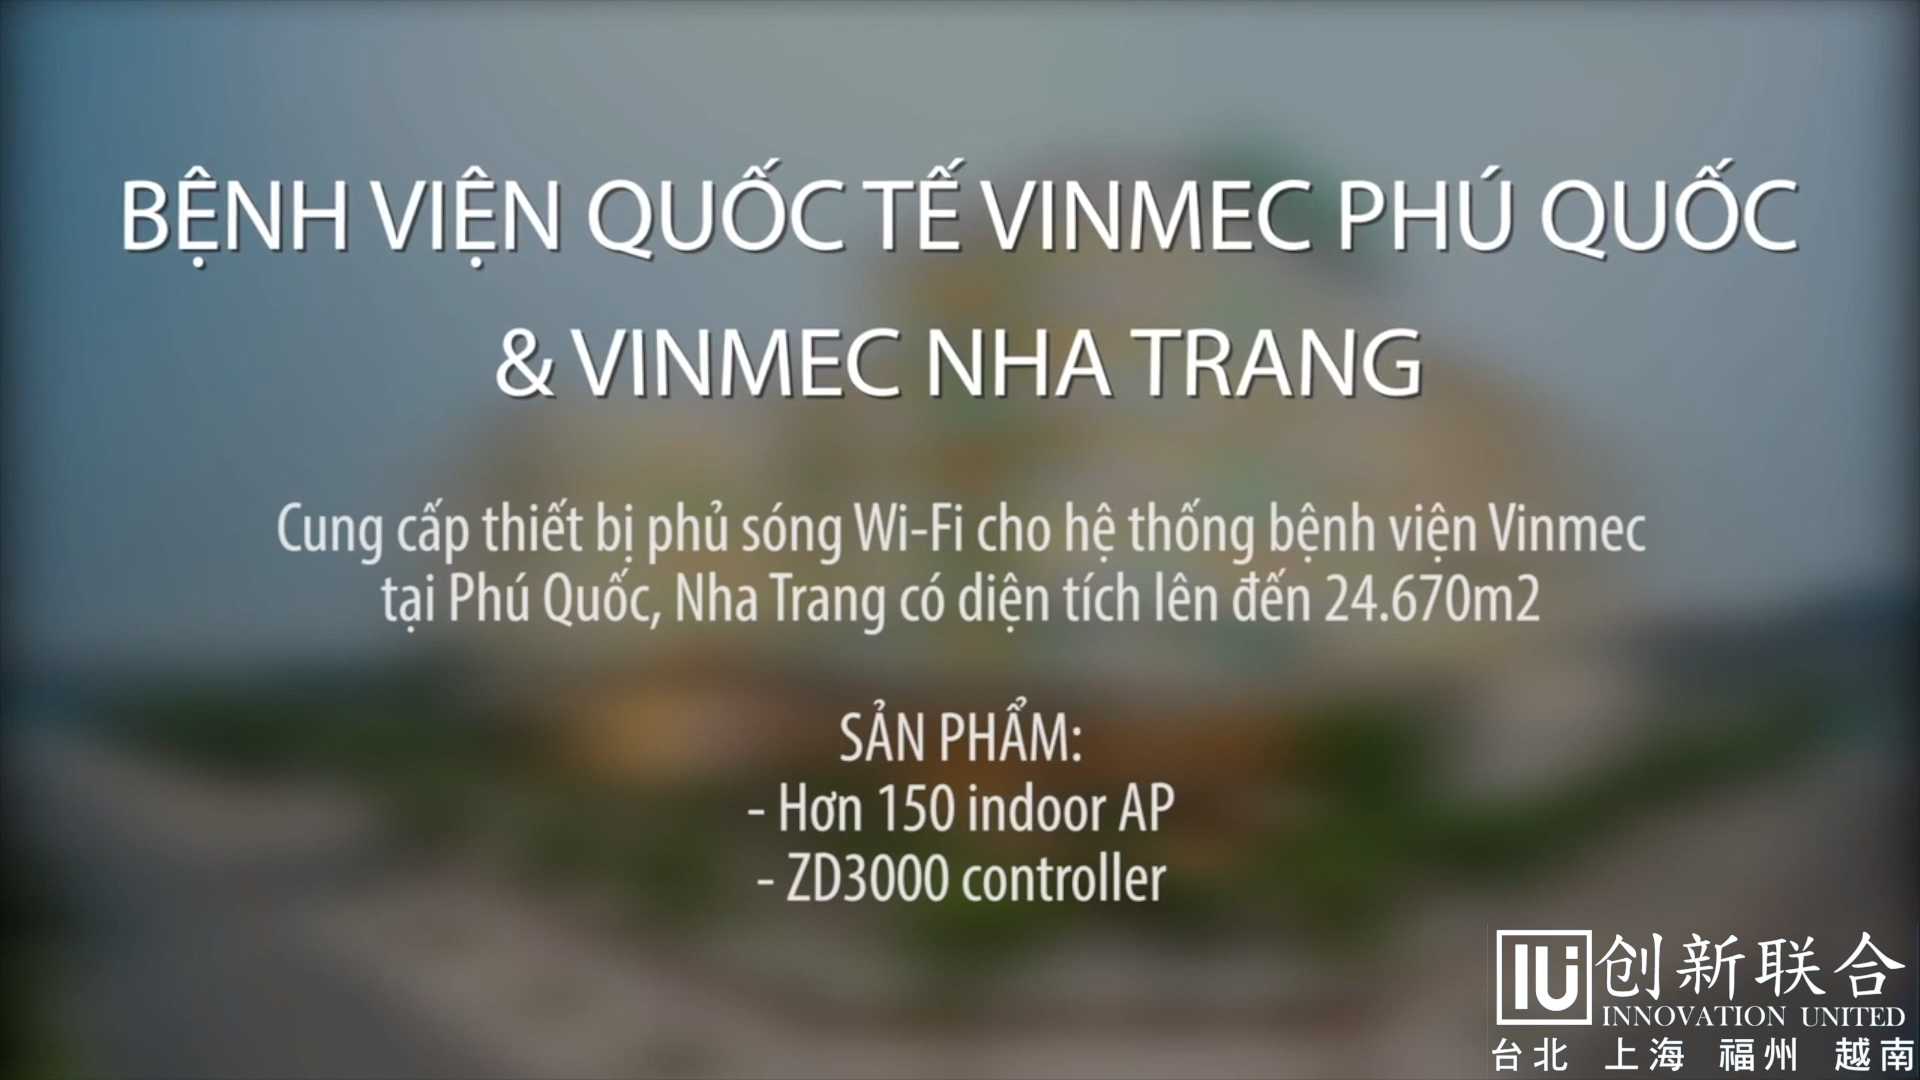 BỆNH VIỆN QUỐC TẾ VINMEC PHÚ QUỐC
& VINMEC NHA TRANG
Cung cấp thiết bị phủ sóng Wi-Fi cho hệ thống bệnh viện Vinmec
tại Phú Quốc, Nha Trang có diện tích lên đến 24.670m2
SẢN PHẨM:
- Hơn 150 indoor AP
- ZD3000 controller
IU 创新联合
INNOVATION UNITED
台北 上海 福州 越南